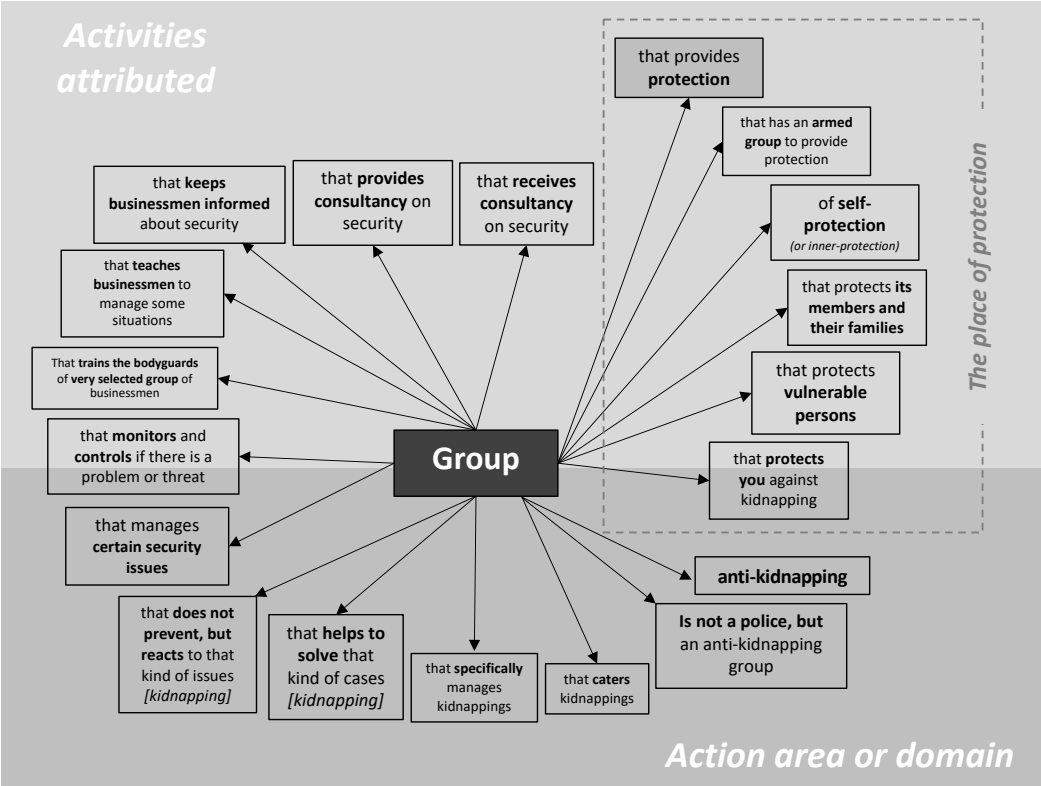 Activities
attributed
that provides
protection
that has an armed
group to provide
protection
of self-
protection
(or inner-protection)
that protects its
members and
their families
that protects
vulnerable
persons
that protects
you against
kidnapping
The place of protection
that keeps
businessmen informed
about security
that provides
consultancy on
security
that receives
consultancy
on security
that teaches
businessmen to
manage some
situations
That trains the bodyguards
of very selected group of
businessmen
that monitors and
controls if there is a
problem or threat
Group
that manages
certain security
issues
that does not
prevent, but
reacts to that
kind of issues
[kidnapping]
that helps to
solve that
kind of cases
[kidnapping]
that specifically
manages
kidnappings
that caters
kidnappings
anti-kidnapping
Is not a police, but
an anti-kidnapping
group
Action area or domain